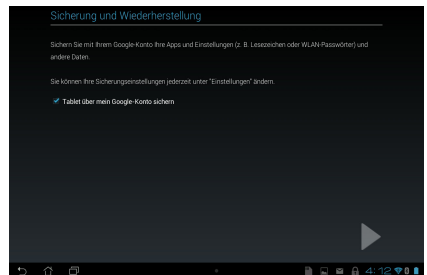 Sicherung und Wiederherstellung
Sichern Sie mit Ihrem Google-Konto Ihre Apps und Einstellungen (z. B. Lesezeichen oder WLAN-Passwörter) und
andere Daten.
Sie können Ihre Sicherungseinstellungen jederzeit unter "Einstellungen" ändern.
Tablet über mein Google-Konto sichern
4:12